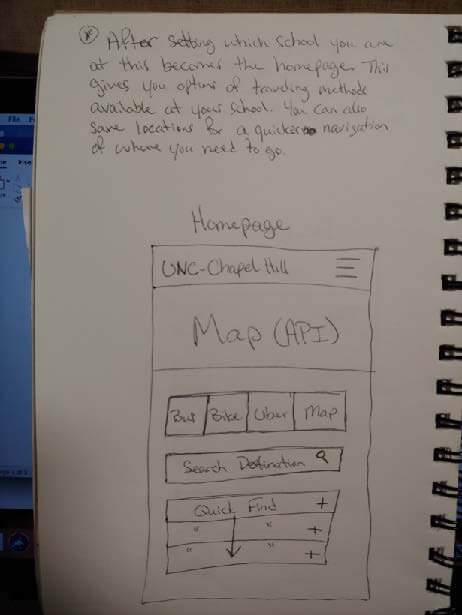 * After setting which school you are
at this becomes the homepage. This
gives you options of traveling methods
available at your school. You can also
save locations for a quicker navigation
of where you need to go.
Homepage
UNC-Chapel Hill
Map (API)
Bus Bike Uber Map
Search Destination
Quick Find +
" " +
" " +